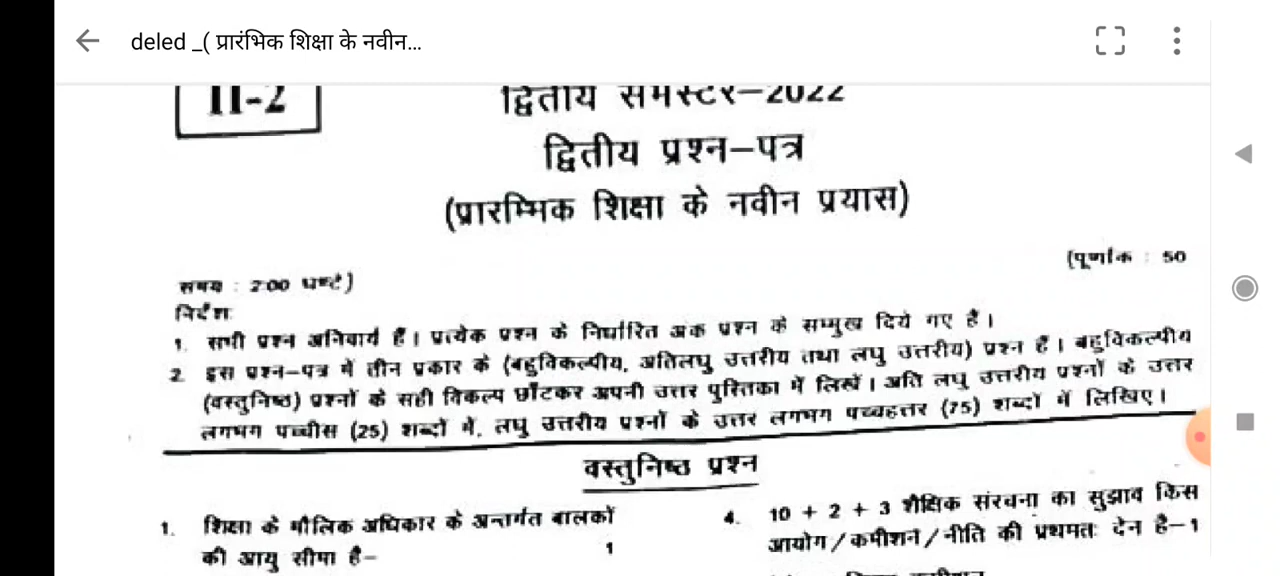 deled _( प्रारंभिक शिक्षा के नवीन...
II-2
द्वितीय समेस्टर–2022
द्वितीय प्रश्न–पत्र
(प्रारम्भिक शिक्षा के नवीन प्रयास)
समय : 2:00 घण्टे)
(पूर्णांक : 50
निर्देश:
1. सभी प्रश्न अनिवार्य हैं। प्रत्येक प्रश्न के निर्धारित अंक प्रश्न के सम्मुख दिये गए हैं।
2. इस प्रश्न–पत्र में तीन प्रकार के (बहुविकल्पीय, अतिलघु उत्तरीय तथा लघु उत्तरीय) प्रश्न हैं। बहुविकल्पीय
(वस्तुनिष्ठ) प्रश्नों के सही विकल्प छाँटकर अपनी उत्तर पुस्तिका में लिखें। अति लघु उत्तरीय प्रश्नों के उत्तर
लगभग पच्चीस (25) शब्दों में, लघु उत्तरीय प्रश्नों के उत्तर लगभग पच्चहत्तर (75) शब्दों में लिखिए।
वस्तुनिष्ठ प्रश्न
1. शिक्षा के मौलिक अधिकार के अन्तर्गत बालकों
की आयु सीमा है– 1
4. 10 + 2 + 3 शैक्षिक संरचना का सुझाव किस
आयोग/कमीशन/नीति की प्रथमतः देन है–1